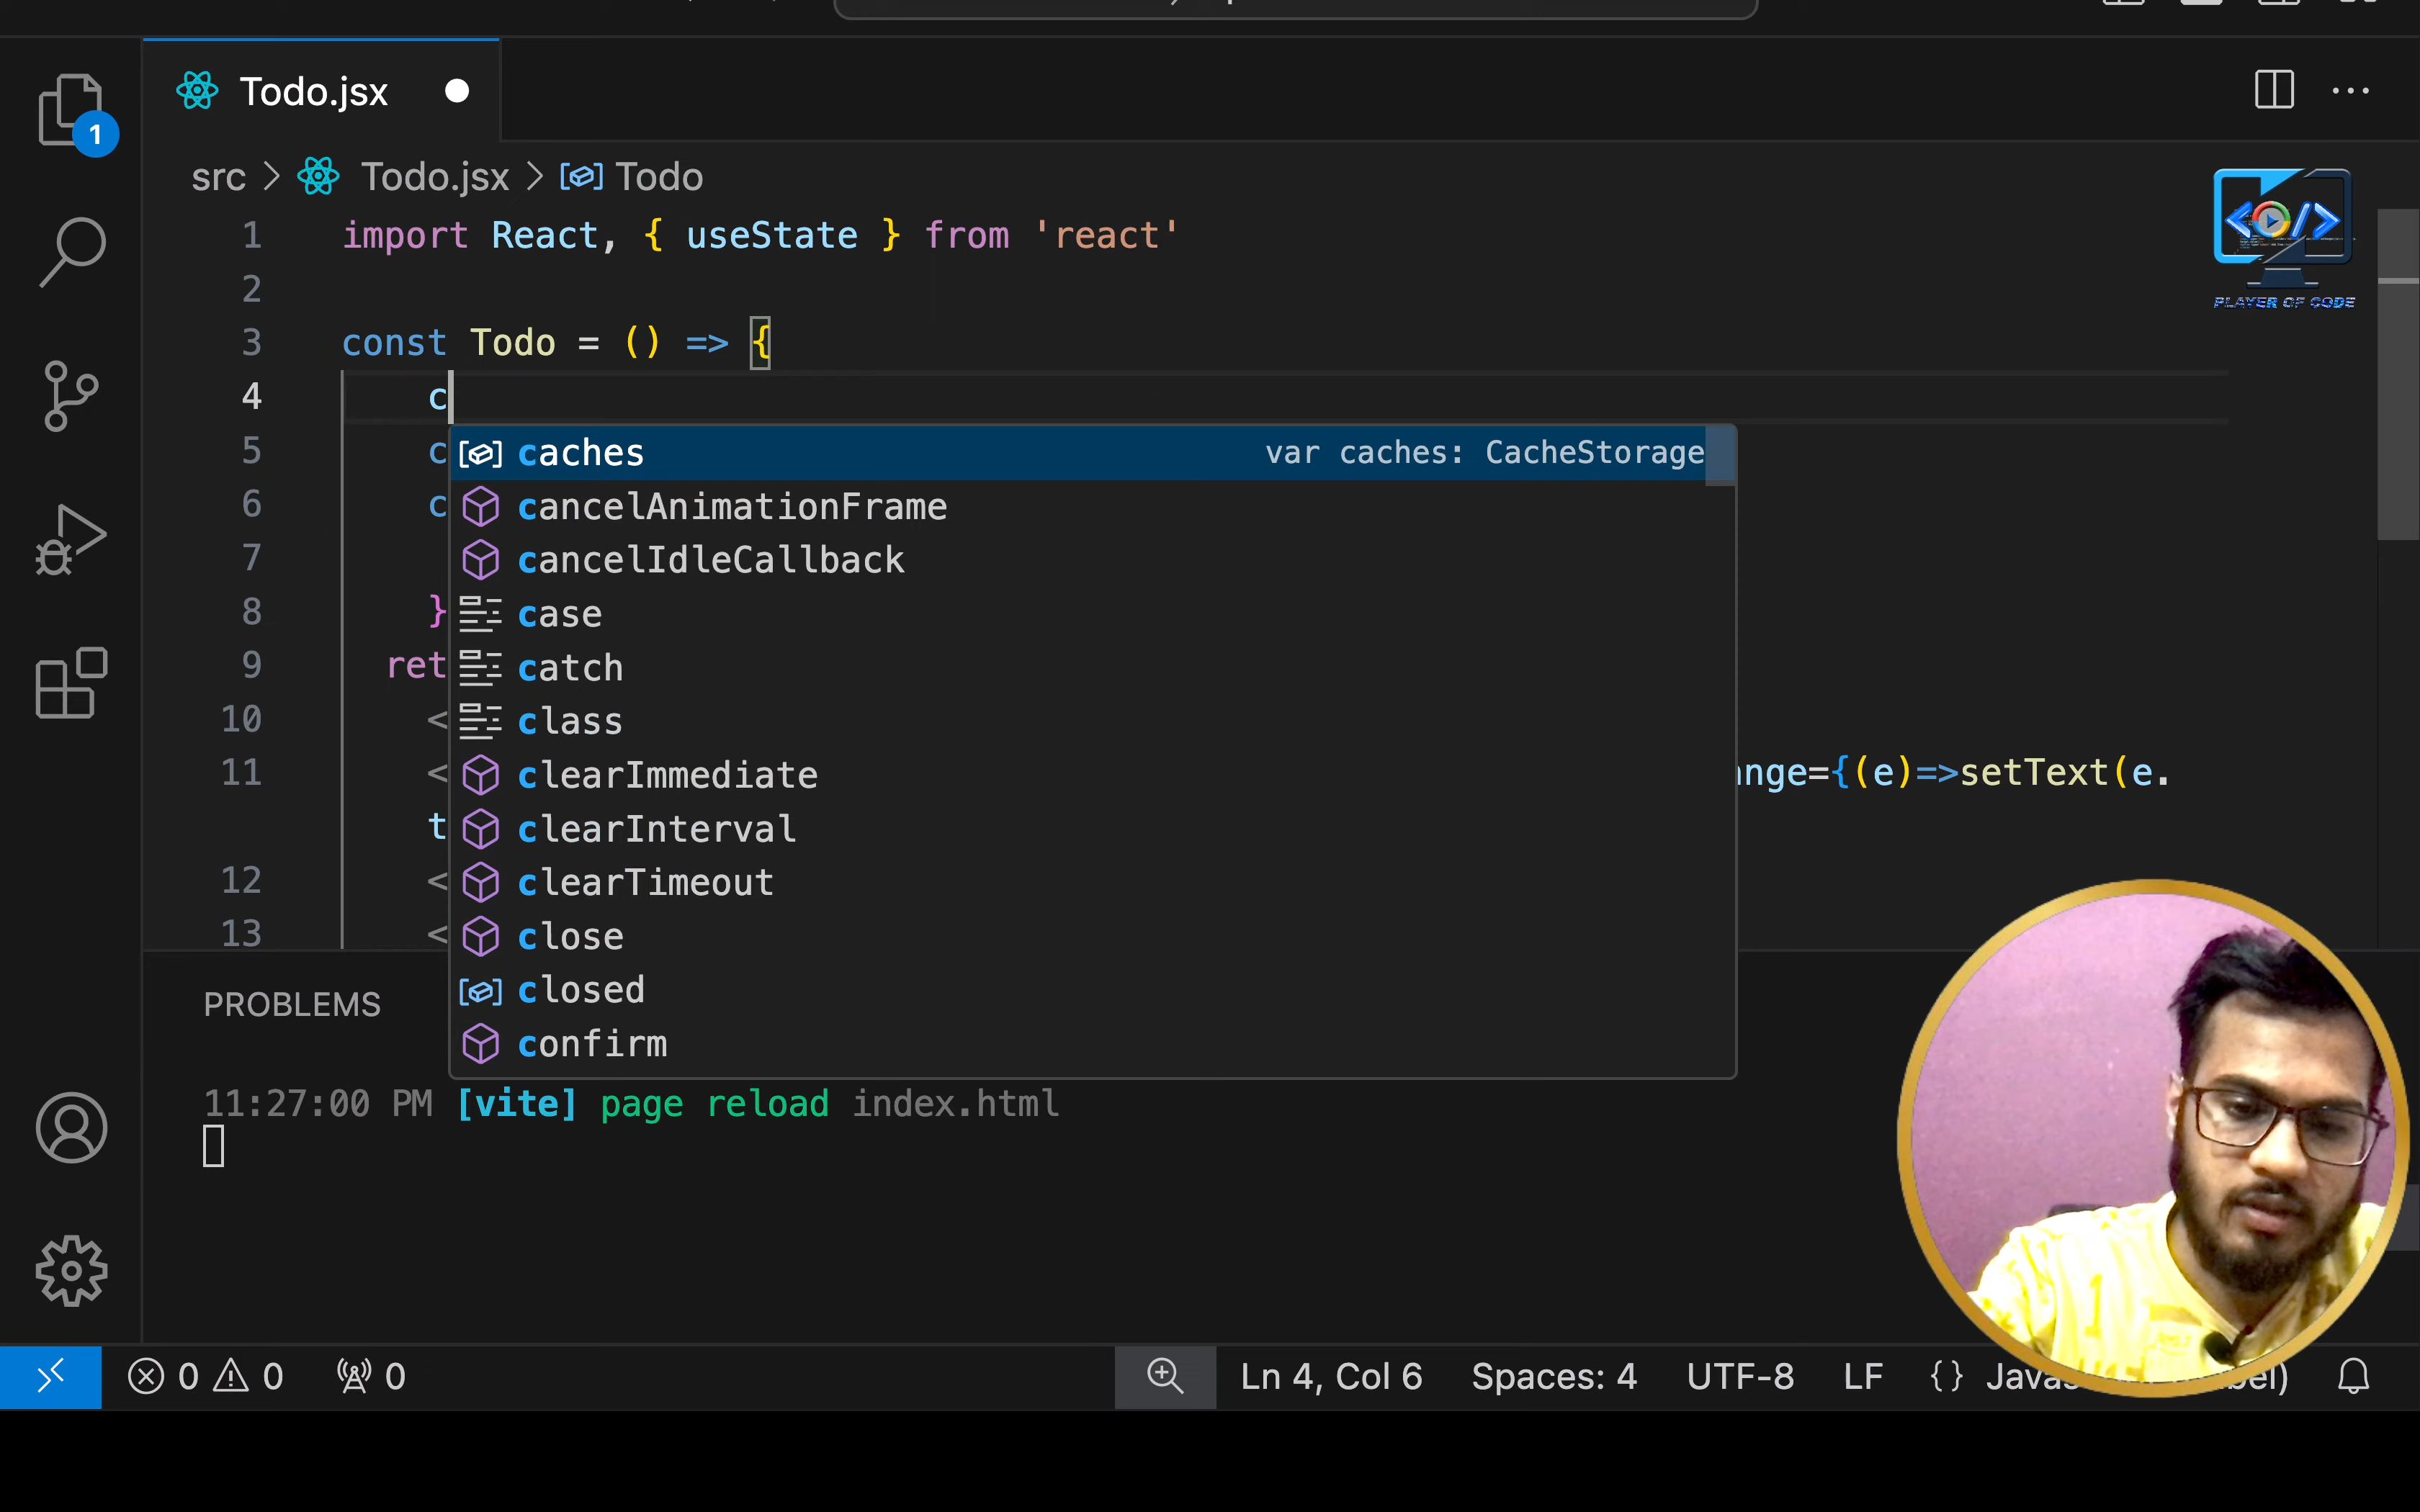 Todo.jsx
1
src > Todo.jsx > Todo
PLAYER OF CODE
1 import React, { useState } from 'react'
2
3 const Todo = () => {
4 c
5 c
6 c
7
8 }
9 ret
10 <
11 < nge={(e)=>setText(e.
t
12 <
13 <
caches var caches: CacheStorage
cancelAnimationFrame
cancelIdleCallback
case
catch
class
clearImmediate
clearInterval
clearTimeout
close
closed
confirm
PROBLEMS
11:27:00 PM [vite] page reload index.html
0 0 0 Ln 4, Col 6 Spaces: 4 UTF-8 LF {}